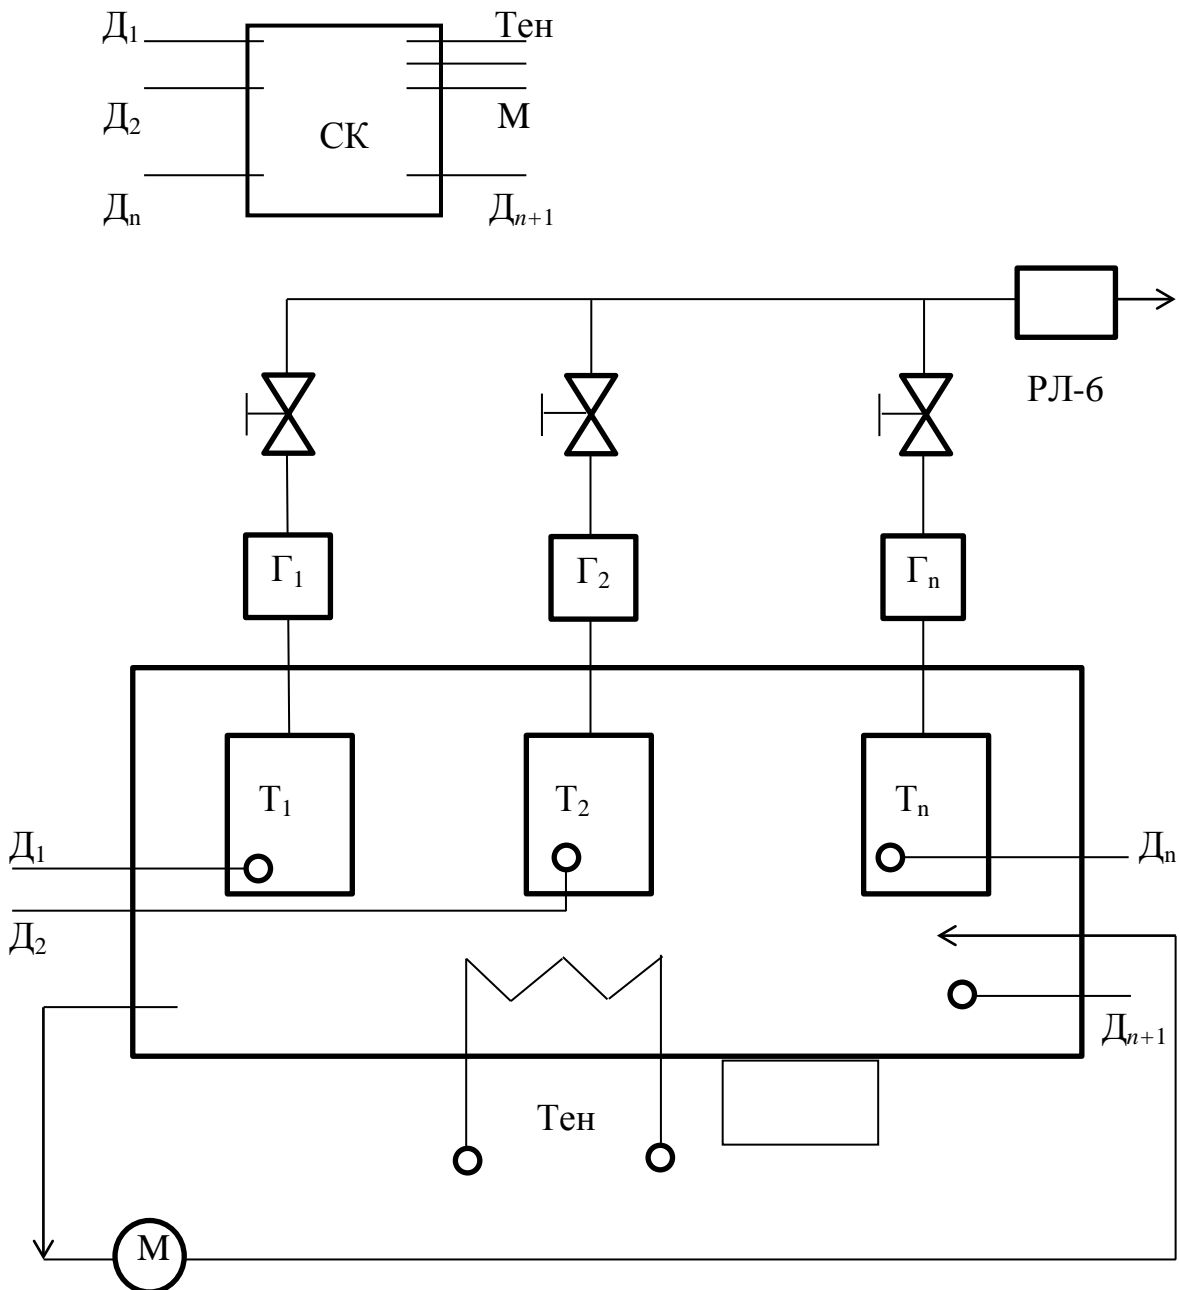 Д1 Тен
Д2 М
СК
Дn Дn+1
РЛ-6
Г1 Г2 Гn
Т1 Т2 Тn
Д1 Дn
Д2
Дn+1
Тен
М